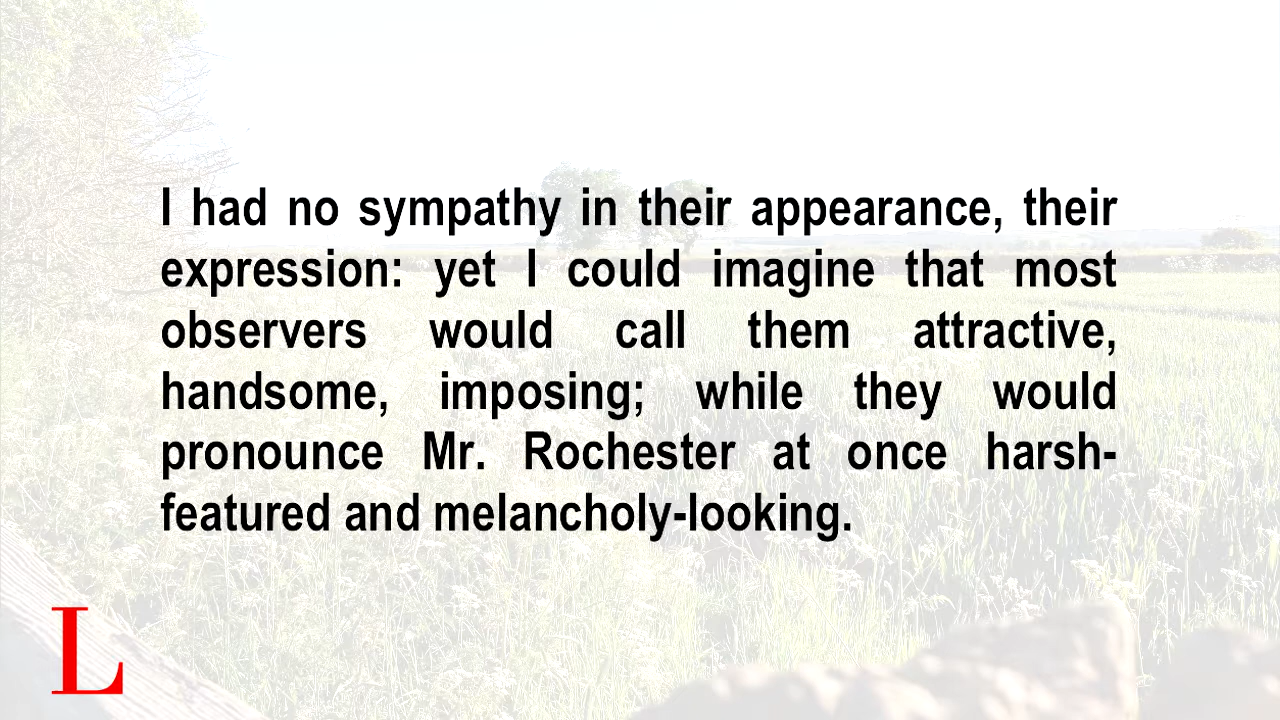 I had no sympathy in their appearance, their
expression: yet I could imagine that most
observers would call them attractive,
handsome, imposing; while they would
pronounce Mr. Rochester at once harsh-
featured and melancholy-looking.
L